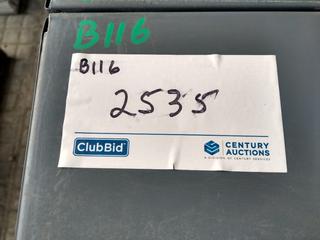 B116
B116
2535
ClubBid
CENTURY
AUCTIONS
A DIVISION OF CENTURY SERVICES